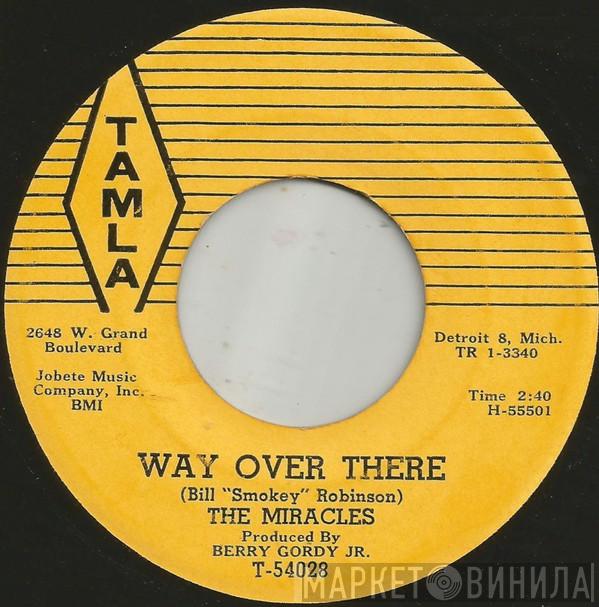 TAMLA
2648 W. Grand
Boulevard
Jobete Music
Company, Inc.
BMI
Detroit 8, Mich.
TR 1-3340
Time 2:40
H-55501
WAY OVER THERE
(Bill "Smokey" Robinson)
THE MIRACLES
Produced By
BERRY GORDY JR.
T-54028
МАРКЕТ ВИНИЛА